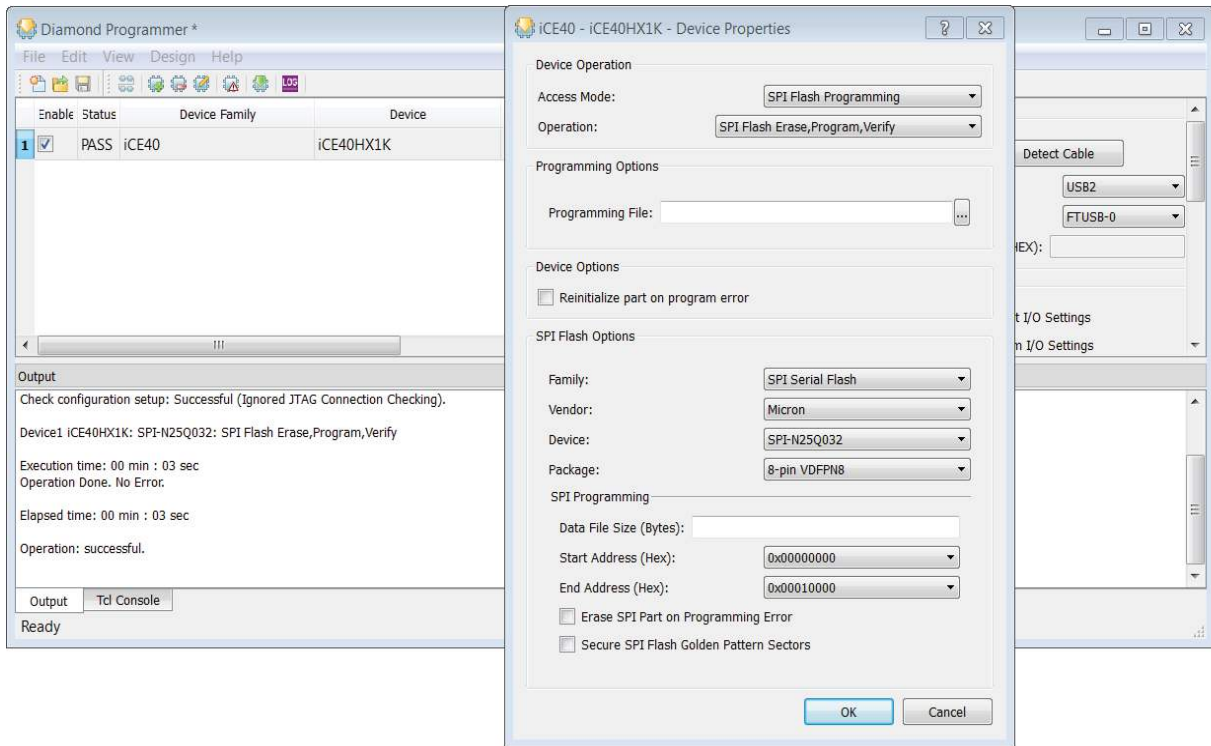 Diamond Programmer *
File Edit View Design Help
LOG
Enable Status Device Family Device
1 PASS iCE40 iCE40HX1K
Output
Check configuration setup: Successful (Ignored JTAG Connection Checking).
Device1 iCE40HX1K: SPI-N25Q032: SPI Flash Erase,Program,Verify
Execution time: 00 min : 03 sec
Operation Done. No Error.
Elapsed time: 00 min : 03 sec
Operation: successful.
Output Tcl Console
Ready
iCE40 - iCE40HX1K - Device Properties
Device Operation
Access Mode: SPI Flash Programming
Operation: SPI Flash Erase,Program,Verify
Programming Options
Programming File: ...
Device Options
Reinitialize part on program error
SPI Flash Options
Family: SPI Serial Flash
Vendor: Micron
Device: SPI-N25Q032
Package: 8-pin VDFPN8
SPI Programming
Data File Size (Bytes):
Start Address (Hex): 0x00000000
End Address (Hex): 0x00010000
Erase SPI Part on Programming Error
Secure SPI Flash Golden Pattern Sectors
OK Cancel
Detect Cable
USB2
FTUSB-0
HEX):
t I/O Settings
m I/O Settings